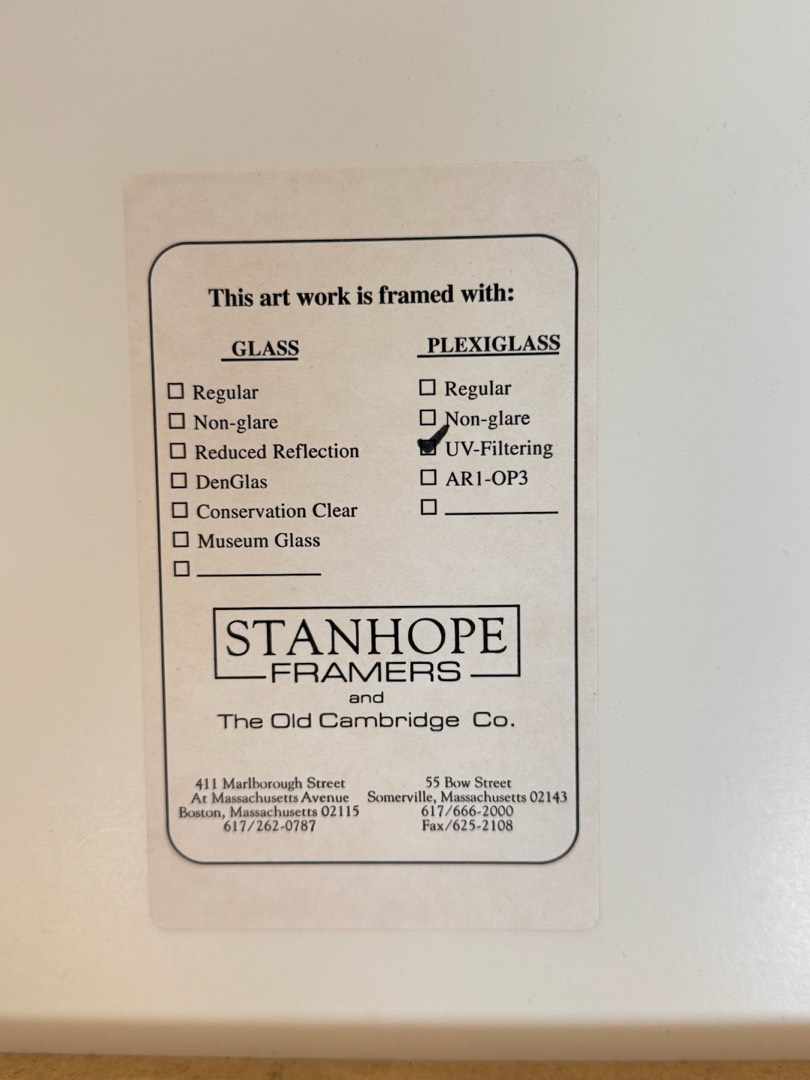 This art work is framed with:
GLASS
Regular
Non-glare
Reduced Reflection
DenGlas
Conservation Clear
Museum Glass
PLEXIGLASS
Regular
Non-glare
UV-Filtering
AR1-OP3
STANHOPE
FRAMERS
and
The Old Cambridge Co.
411 Marlborough Street
At Massachusetts Avenue
Boston, Massachusetts 02115
617/262-0787
55 Bow Street
Somerville, Massachusetts 02143
617/666-2000
Fax/625-2108